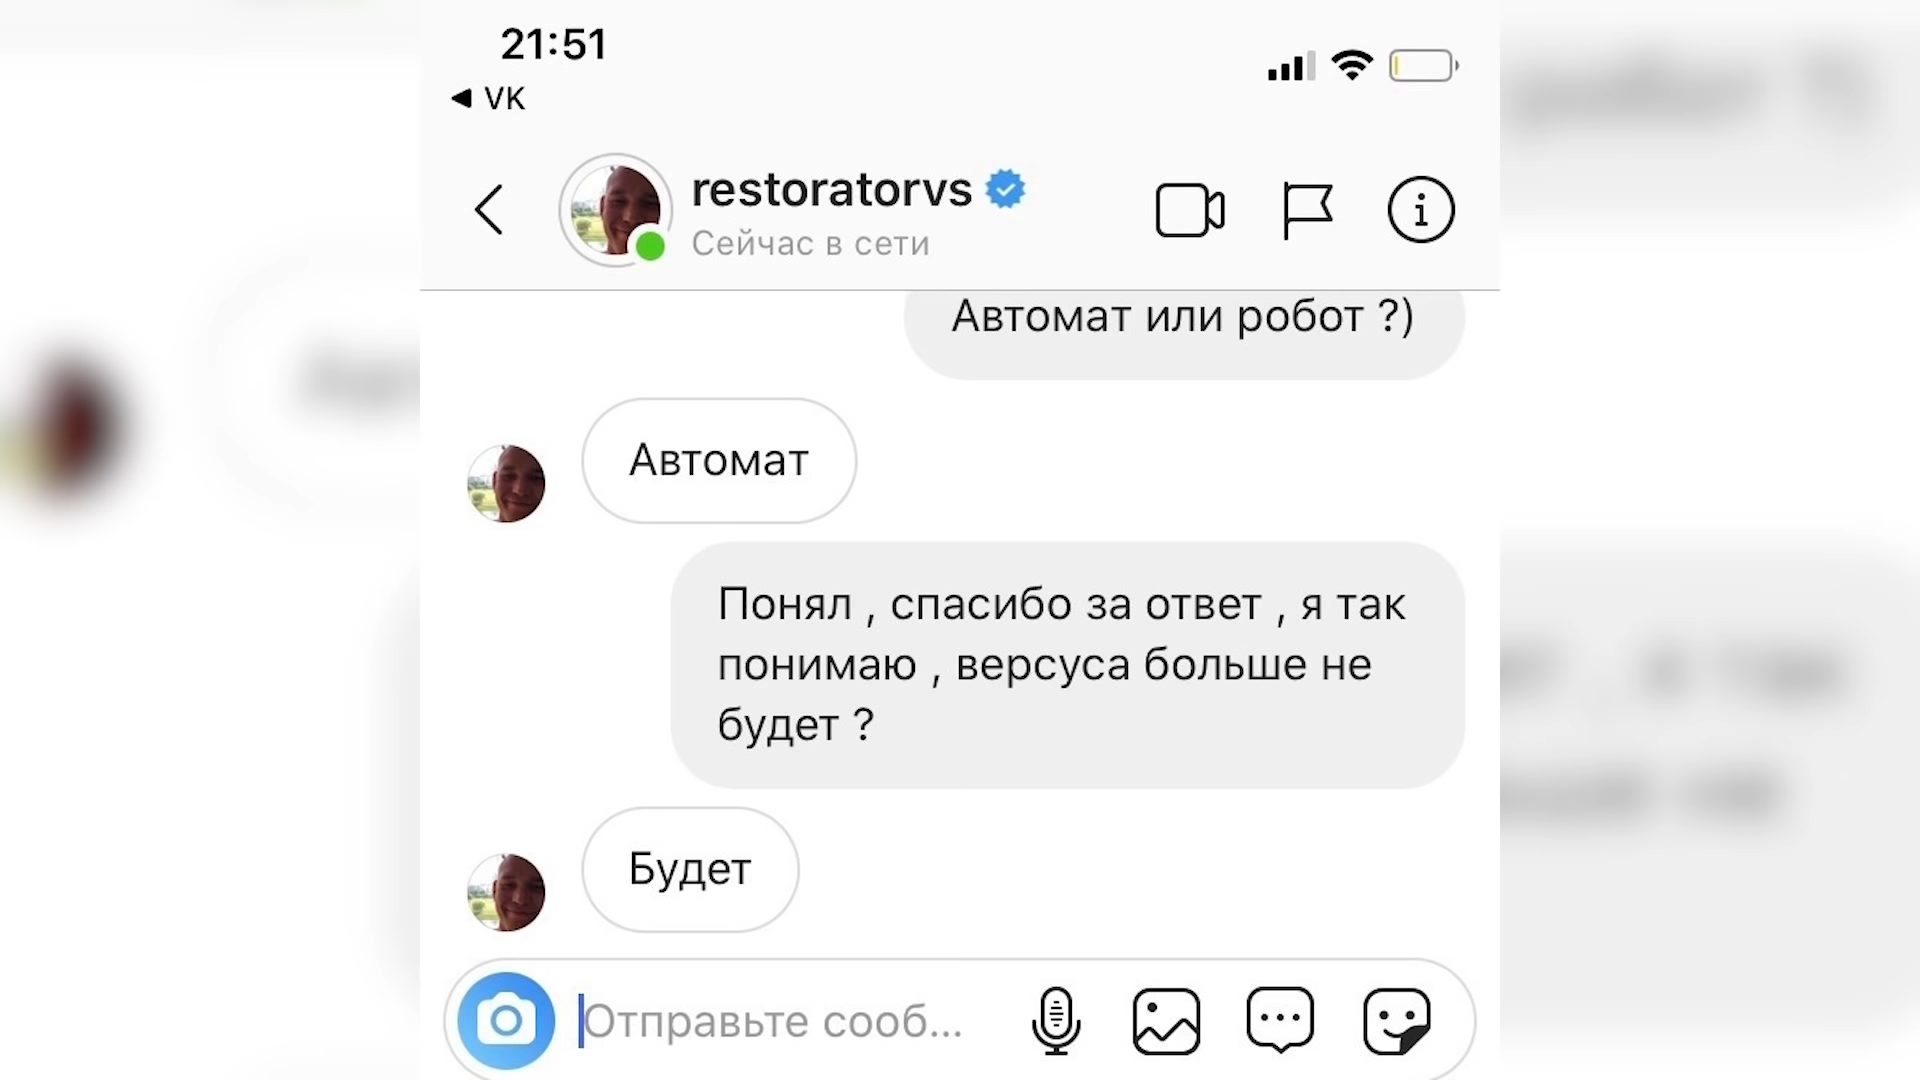 21:51
◀ VK
restoratorvs
Сейчас в сети
Автомат или робот ?)
Автомат
Понял , спасибо за ответ , я так
понимаю , версуса больше не
будет ?
Будет
Отправьте сооб...